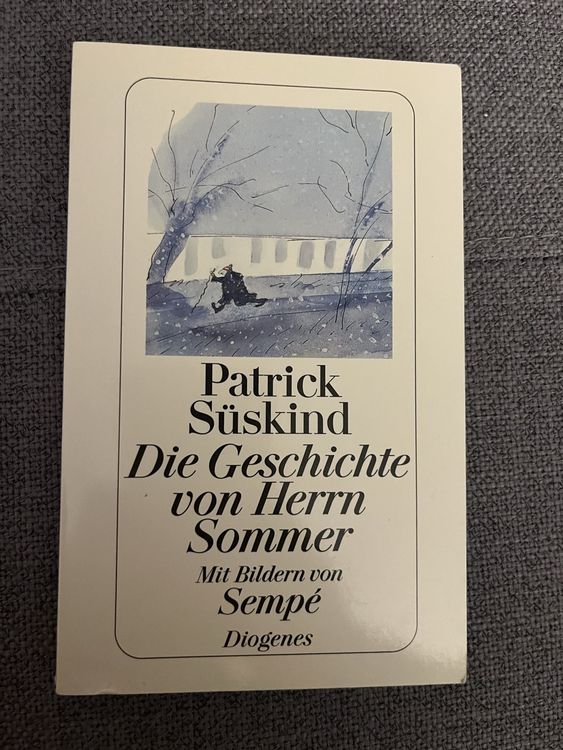 Patrick
Süskind
Die Geschichte
von Herrn
Sommer
Mit Bildern von
Sempé
Diogenes